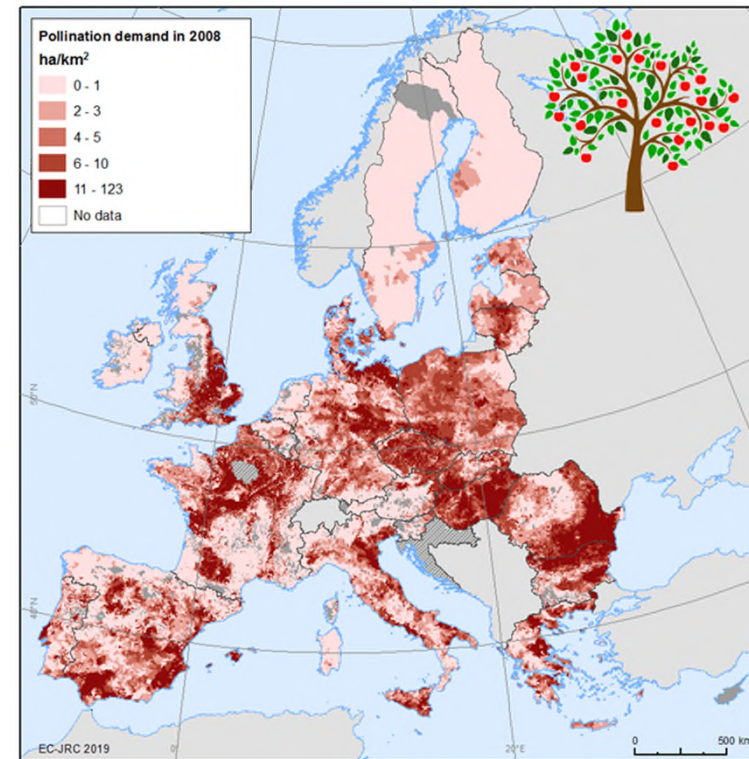 Pollination demand in 2008
ha/km²
0 - 1
2 - 3
4 - 5
6 - 10
11 - 123
No data
50°N
40°N
EC-JRC 2019
0°
20°E
0 500 km